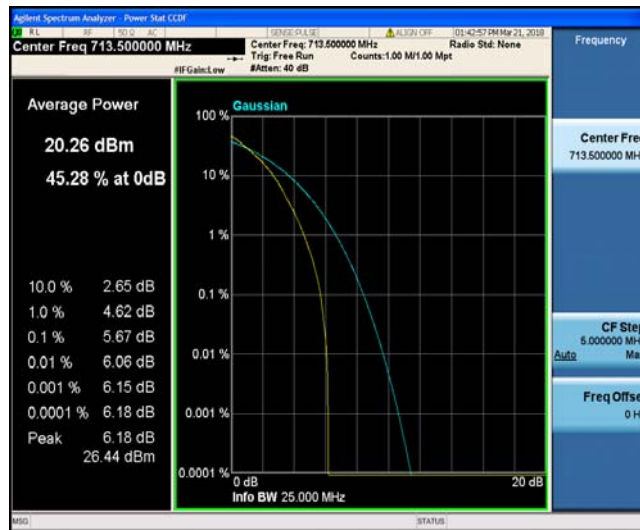 Agilent Spectrum Analyzer - Power Stat CCDF
RL RF 50 Ω AC SENSE:PULSE ALIGN OFF 01:42:57 PM Mar 21, 2018
Center Freq 713.500000 MHz
Center Freq: 713.500000 MHz Radio Std: None
Trig: Free Run Counts:1.00 M/1.00 Mpt
#IFGain:Low #Atten: 40 dB
Frequency
Average Power
20.26 dBm
45.28 % at 0dB
10.0 % 2.65 dB
1.0 % 4.62 dB
0.1 % 5.67 dB
0.01 % 6.06 dB
0.001 % 6.15 dB
0.0001 % 6.18 dB
Peak 6.18 dB
26.44 dBm
Gaussian
100 %
10 %
1 %
0.1 %
0.01 %
0.001 %
0.0001 %
0 dB 20 dB
Info BW 25.000 MHz
Center Fre
713.500000 MH
CF Step
5.000000 MH
Auto Ma
Freq Offse
0 H
MSG STATUS